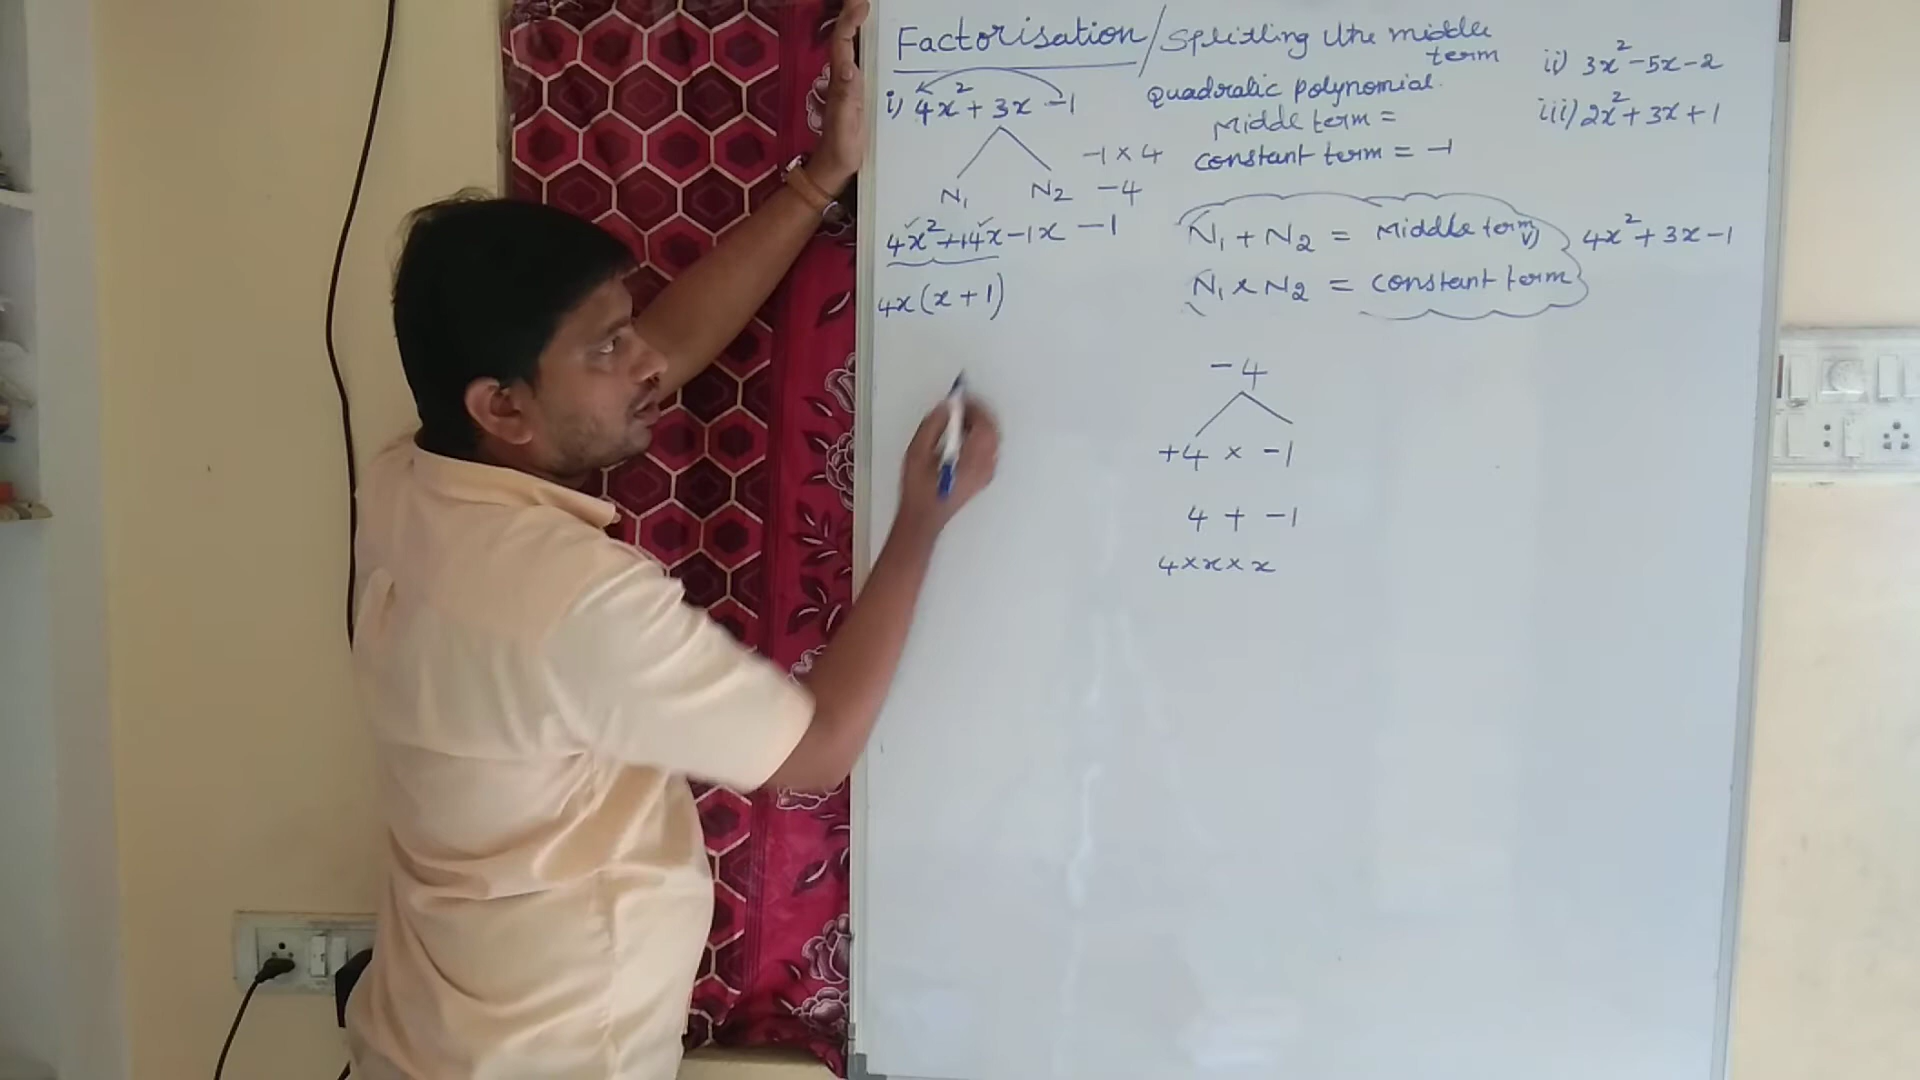 Factorisation / Splitting the middle term
i) 4x² + 3x - 1
N₁ N₂
-1 × 4
-4
4x² + 4x - 1x - 1
4x (x + 1)
quadratic polynomial.
Middle term =
constant term = -1
N₁ + N₂ = Middle term
N₁ × N₂ = constant term
-4
+4 × -1
4 + -1
4 × x × x
ii) 3x² - 5x - 2
iii) 2x² + 3x + 1
4x² + 3x - 1